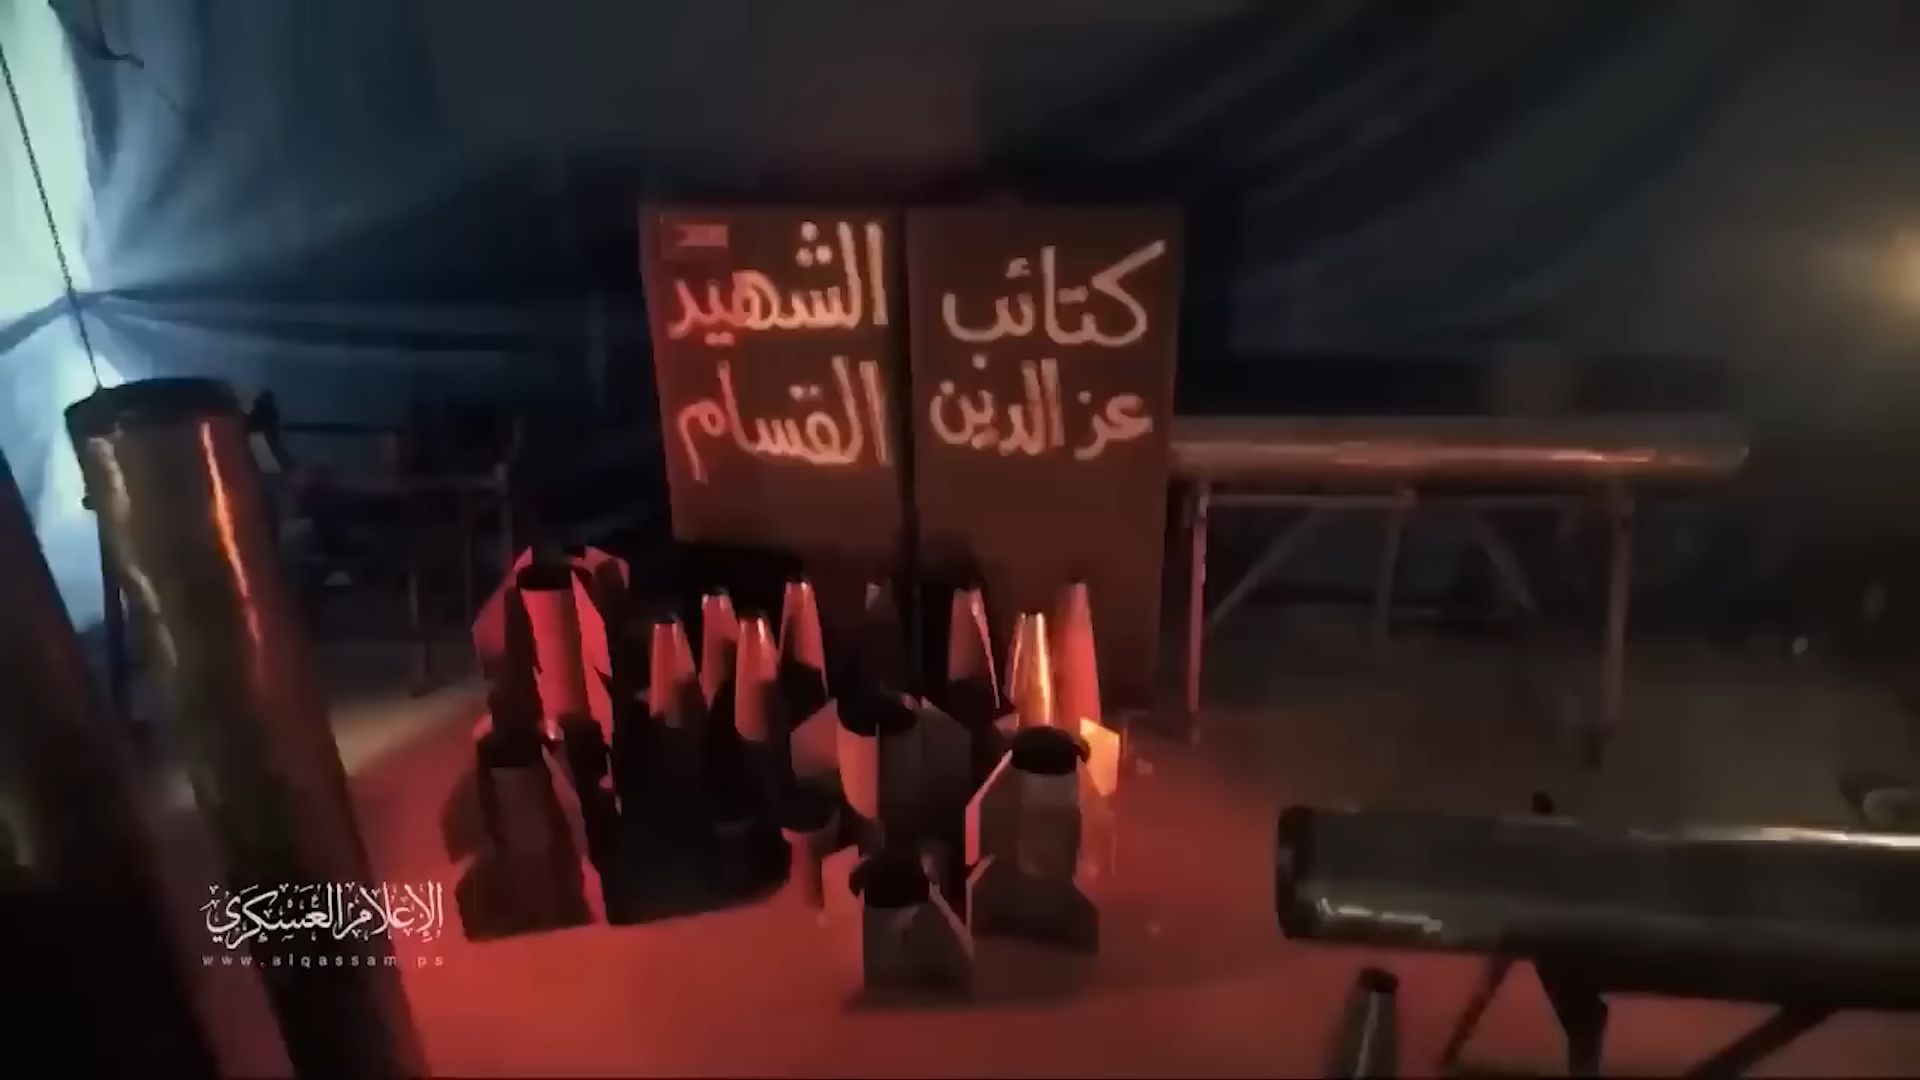 كتائب
عز الدين
الشهيد
القسام
الإعلام العسكري
www.alqassam.ps